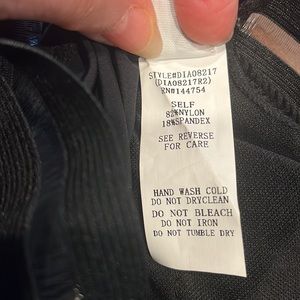 STYLE#DIA08217
(DIA08217R2)
RN#144754
SELF
82%NYLON
18%SPANDEX
SEE REVERSE
FOR CARE
HAND WASH COLD
DO NOT DRYCLEAN
DO NOT BLEACH
DO NOT IRON
DO NOT TUMBLE DRY